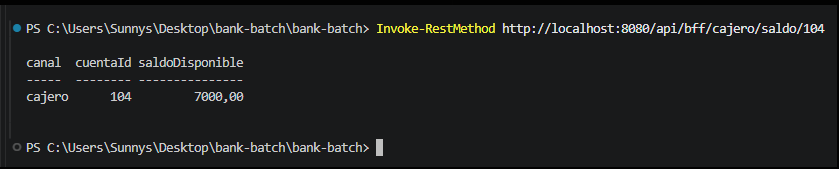 PS C:\Users\Sunnys\Desktop\bank-batch\bank-batch> Invoke-RestMethod http://localhost:8080/api/bff/cajero/saldo/104
canal  cuentaId saldoDisponible
-----  -------- ---------------
cajero      104         7000,00
PS C:\Users\Sunnys\Desktop\bank-batch\bank-batch>